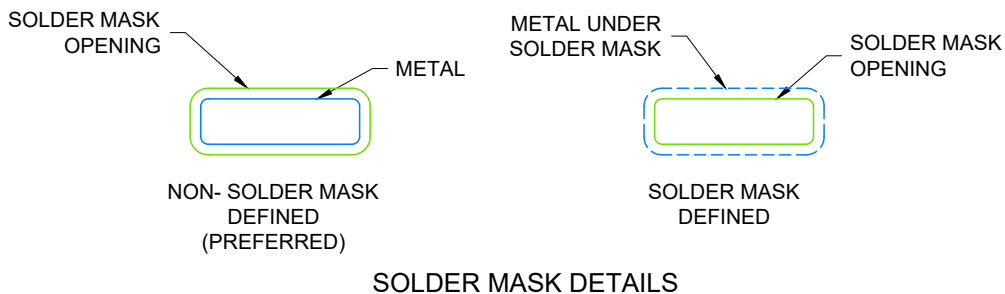 SOLDER MASK
OPENING
METAL
NON- SOLDER MASK
DEFINED
(PREFERRED)
METAL UNDER
SOLDER MASK
SOLDER MASK
OPENING
SOLDER MASK
DEFINED
SOLDER MASK DETAILS